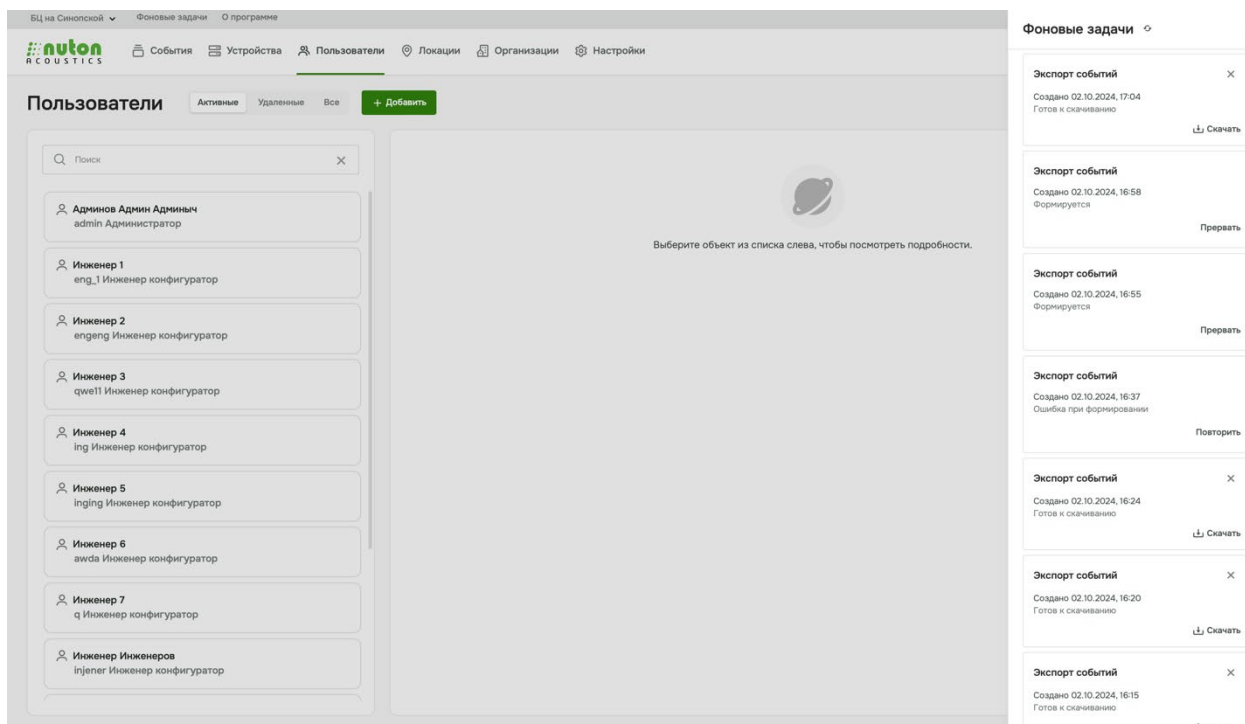 БЦ на Синопской Фоновые задачи О программе
nuton
ACOUSTICS
События Устройства Пользователи Локации Организации Настройки
Пользователи Активные Удаленные Все + Добавить
Поиск
Админов Админ Админыч
admin Администратор
Инженер 1
eng_1 Инженер конфигуратор
Инженер 2
engeng Инженер конфигуратор
Инженер 3
qwe11 Инженер конфигуратор
Инженер 4
ing Инженер конфигуратор
Инженер 5
inging Инженер конфигуратор
Инженер 6
awda Инженер конфигуратор
Инженер 7
q Инженер конфигуратор
Инженер Инженеров
injener Инженер конфигуратор
Выберите объект из списка слева, чтобы посмотреть подробности.
Фоновые задачи
Экспорт событий
Создано 02.10.2024, 17:04
Готов к скачиванию
Скачать
Экспорт событий
Создано 02.10.2024, 16:58
Формируется
Прервать
Экспорт событий
Создано 02.10.2024, 16:55
Формируется
Прервать
Экспорт событий
Создано 02.10.2024, 16:37
Ошибка при формировании
Повторить
Экспорт событий
Создано 02.10.2024, 16:24
Готов к скачиванию
Скачать
Экспорт событий
Создано 02.10.2024, 16:20
Готов к скачиванию
Скачать
Экспорт событий
Создано 02.10.2024, 16:15
Готов к скачиванию